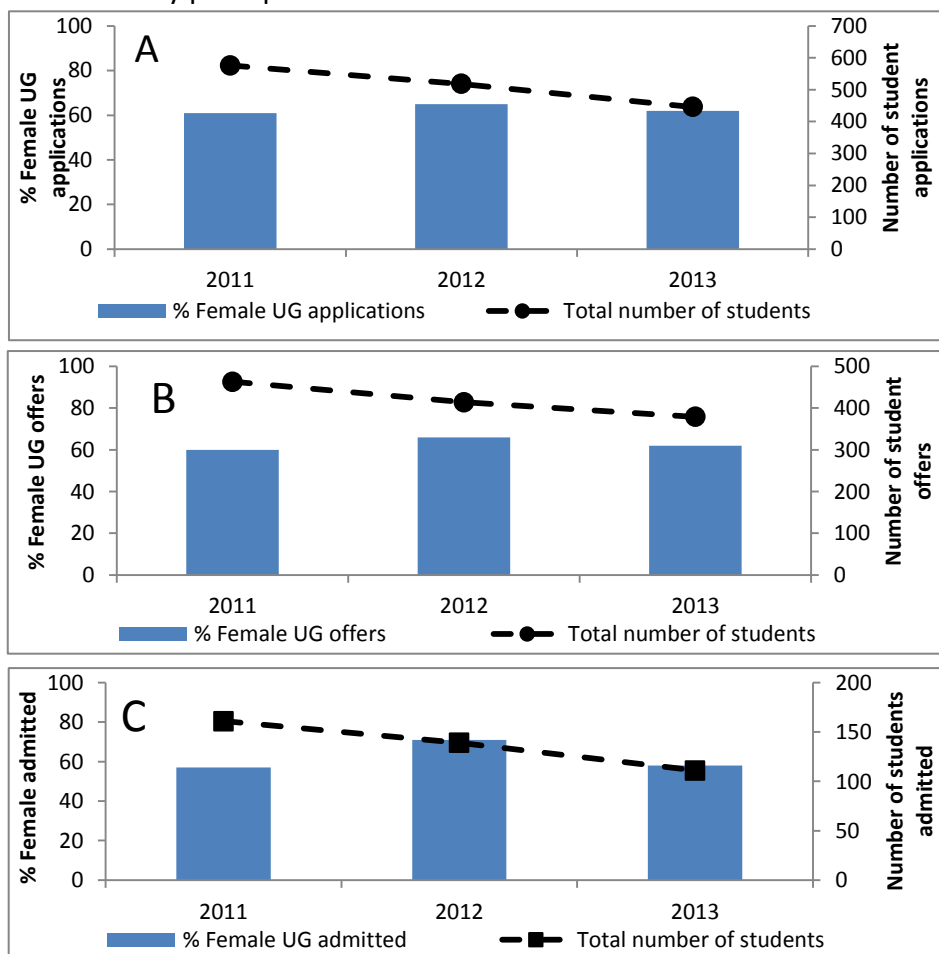 A
% Female UG
applications
100
80
60
40
20
0
700
600
500
400
300
200
100
0
Number of student
applications
2011
2012
2013
% Female UG applications
Total number of students
B
% Female UG offers
100
80
60
40
20
0
500
400
300
200
100
0
Number of student
offers
2011
2012
2013
% Female UG offers
Total number of students
C
% Female admitted
100
80
60
40
20
0
200
150
100
50
0
Number of students
admitted
2011
2012
2013
% Female UG admitted
Total number of students